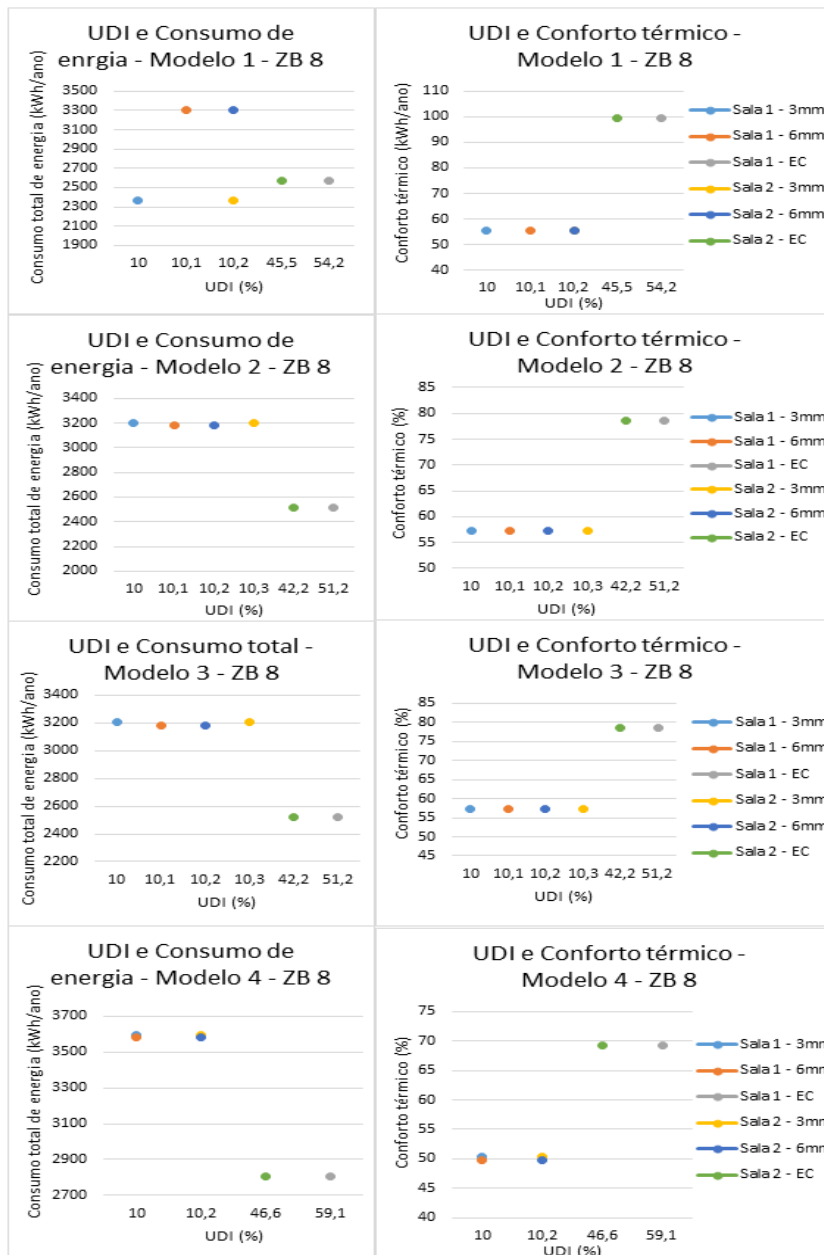 UDI e Consumo de
enrgia - Modelo 1 - ZB 8
Consumo total de energia (kWh/ano)
3500
3300
3100
2900
2700
2500
2300
2100
1900
10 10,1 10,2 45,5 54,2
UDI (%)
UDI e Conforto térmico -
Modelo 1 - ZB 8
Conforto térmico (kWh/ano)
110
100
90
80
70
60
50
40
10 10,1 10,2 45,5 54,2
UDI (%)
Sala 1 - 3mm
Sala 1 - 6mm
Sala 1 - EC
Sala 2 - 3mm
Sala 2 - 6mm
Sala 2 - EC
UDI e Consumo de
energia - Modelo 2 - ZB 8
Consumo total de energia (kWh/ano)
3400
3200
3000
2800
2600
2400
2200
2000
10 10,1 10,2 10,3 42,2 51,2
UDI (%)
UDI e Conforto térmico -
Modelo 2 - ZB 8
Conforto térmico (%)
85
80
75
70
65
60
55
50
10 10,1 10,2 10,3 42,2 51,2
UDI (%)
Sala 1 - 3mm
Sala 1 - 6mm
Sala 1 - EC
Sala 2 - 3mm
Sala 2 - 6mm
Sala 2 - EC
UDI e Consumo total -
Modelo 3 - ZB 8
Consumo total de energia (kWh/ano)
3400
3200
3000
2800
2600
2400
2200
10 10,1 10,2 10,3 42,2 51,2
UDI (%)
UDI e Conforto térmico -
Modelo 3 - ZB 8
Conforto térmico (%)
85
80
75
70
65
60
55
50
45
10 10,1 10,2 10,3 42,2 51,2
UDI (%)
Sala 1 - 3mm
Sala 1 - 6mm
Sala 1 - EC
Sala 2 - 3mm
Sala 2 - 6mm
Sala 2 - EC
UDI e Consumo de
energia - Modelo 4 - ZB 8
Consumo total de energia (kWh/ano)
3700
3500
3300
3100
2900
2700
10 10,2 46,6 59,1
UDI (%)
UDI e Conforto térmico -
Modelo 4 - ZB 8
Conforto térmico (%)
75
70
65
60
55
50
45
40
10 10,2 46,6 59,1
UDI (%)
Sala 1 - 3mm
Sala 1 - 6mm
Sala 1 - EC
Sala 2 - 3mm
Sala 2 - 6mm
Sala 2 - EC